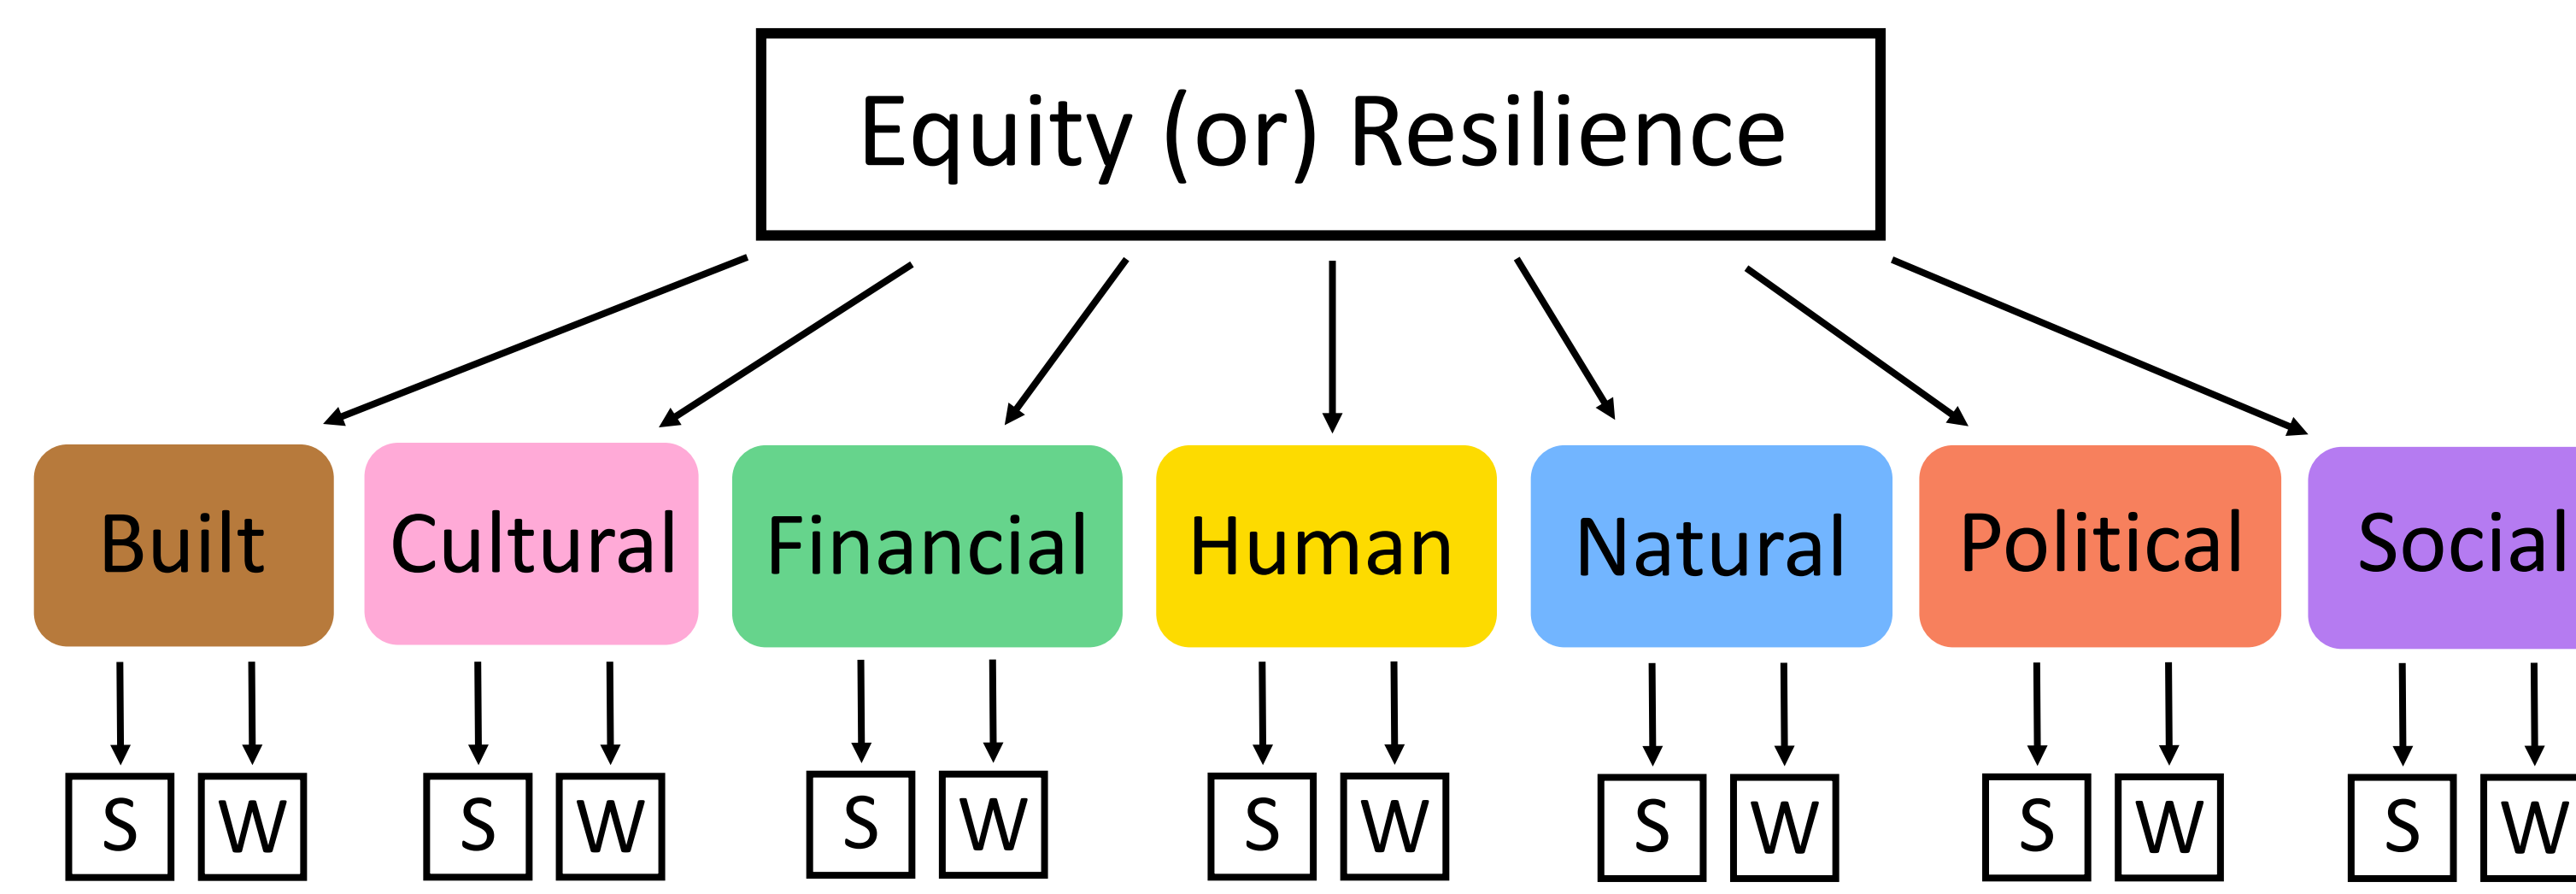 Equity (or) Resilience
Built Cultural Financial Human Natural Political Social
S W S W S W S W S W S W S W